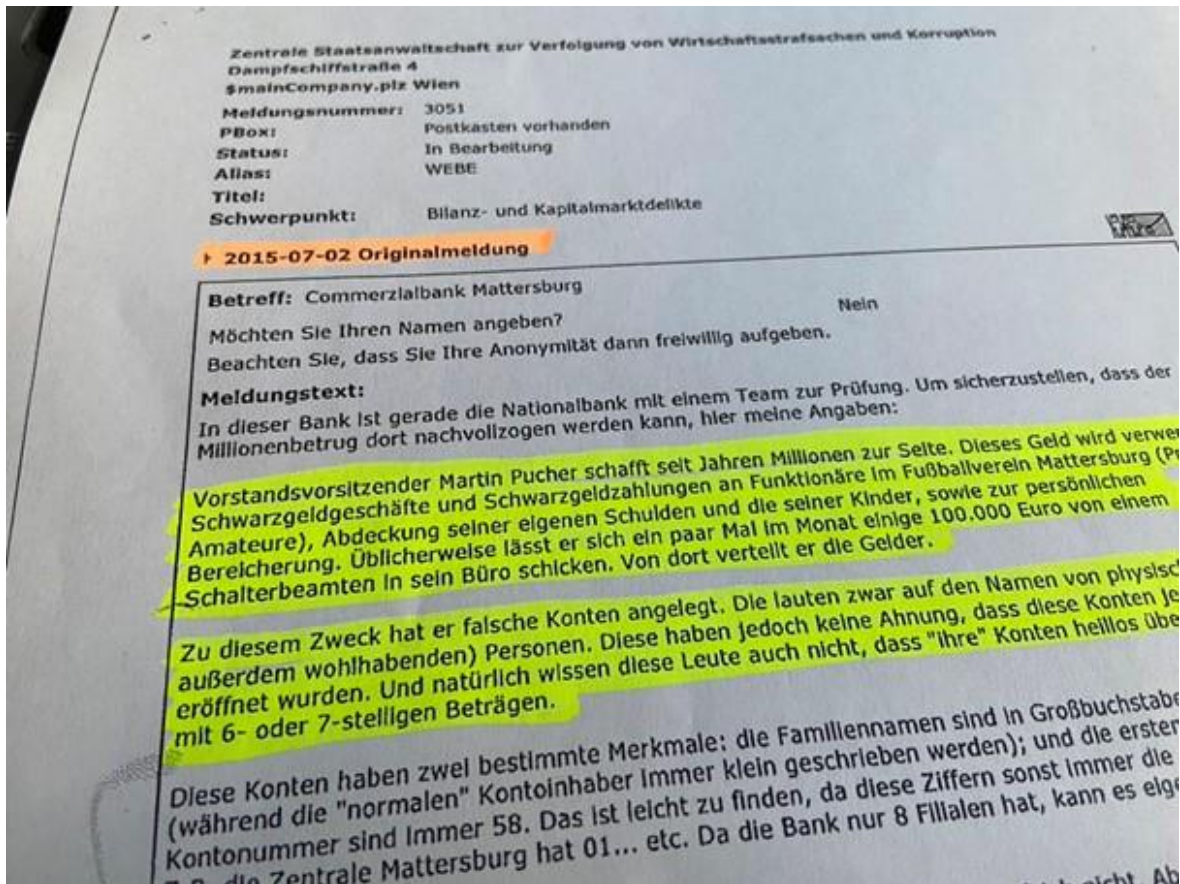 Zentrale Staatsanwaltschaft zur Verfolgung von Wirtschaftsstrafsachen und Korruption
Dampfschiffstraße 4
$mainCompany.plz Wien
Meldungsnummer: 3051
PBox: Postkasten vorhanden
Status: In Bearbeitung
Alias: WEBE
Titel:
Schwerpunkt: Bilanz- und Kapitalmarktdelikte
2015-07-02 Originalmeldung
Betreff: Commerzialbank Mattersburg
Möchten Sie Ihren Namen angeben? Nein
Beachten Sie, dass Sie Ihre Anonymität dann freiwillig aufgeben.
Meldungstext:
In dieser Bank ist gerade die Nationalbank mit einem Team zur Prüfung. Um sicherzustellen, dass der
Millionenbetrug dort nachvollzogen werden kann, hier meine Angaben:
Vorstandsvorsitzender Martin Pucher schafft seit Jahren Millionen zur Seite. Dieses Geld wird verwen
Schwarzgeldgeschäfte und Schwarzgeldzahlungen an Funktionäre im Fußballverein Mattersburg (Pr
Amateure), Abdeckung seiner eigenen Schulden und die seiner Kinder, sowie zur persönlichen
Bereicherung. Üblicherweise lässt er sich ein paar Mal im Monat einige 100.000 Euro von einem
Schalterbeamten in sein Büro schicken. Von dort verteilt er die Gelder.
Zu diesem Zweck hat er falsche Konten angelegt. Die lauten zwar auf den Namen von physisch
außerdem wohlhabenden) Personen. Diese haben jedoch keine Ahnung, dass diese Konten je
eröffnet wurden. Und natürlich wissen diese Leute auch nicht, dass "ihre" Konten heillos übe
mit 6- oder 7-stelligen Beträgen.
Diese Konten haben zwei bestimmte Merkmale: die Familiennamen sind in Großbuchstabe
(während die "normalen" Kontoinhaber immer klein geschrieben werden); und die ersten
Kontonummer sind immer 58. Das ist leicht zu finden, da diese Ziffern sonst immer die
die Zentrale Mattersburg hat 01... etc. Da die Bank nur 8 Filialen hat, kann es eige